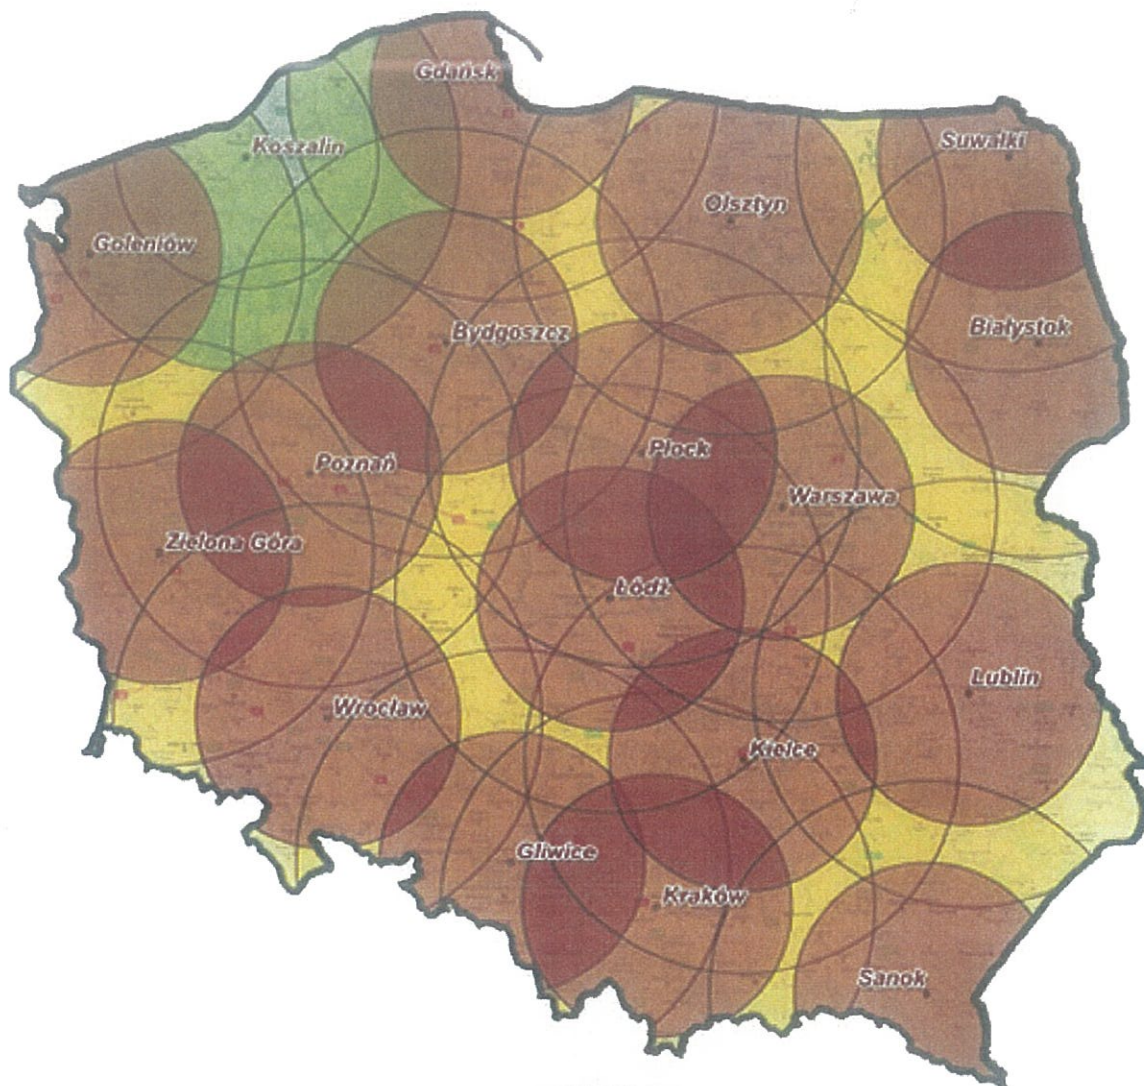 Gdańsk
Koszalin
Suwałki
Olsztyn
Goleniów
Białystok
Bydgoszcz
Płock
Poznań
Warszawa
Zielona Góra
Łódź
Lublin
Wrocław
Kielce
Gliwice
Kraków
Sanok